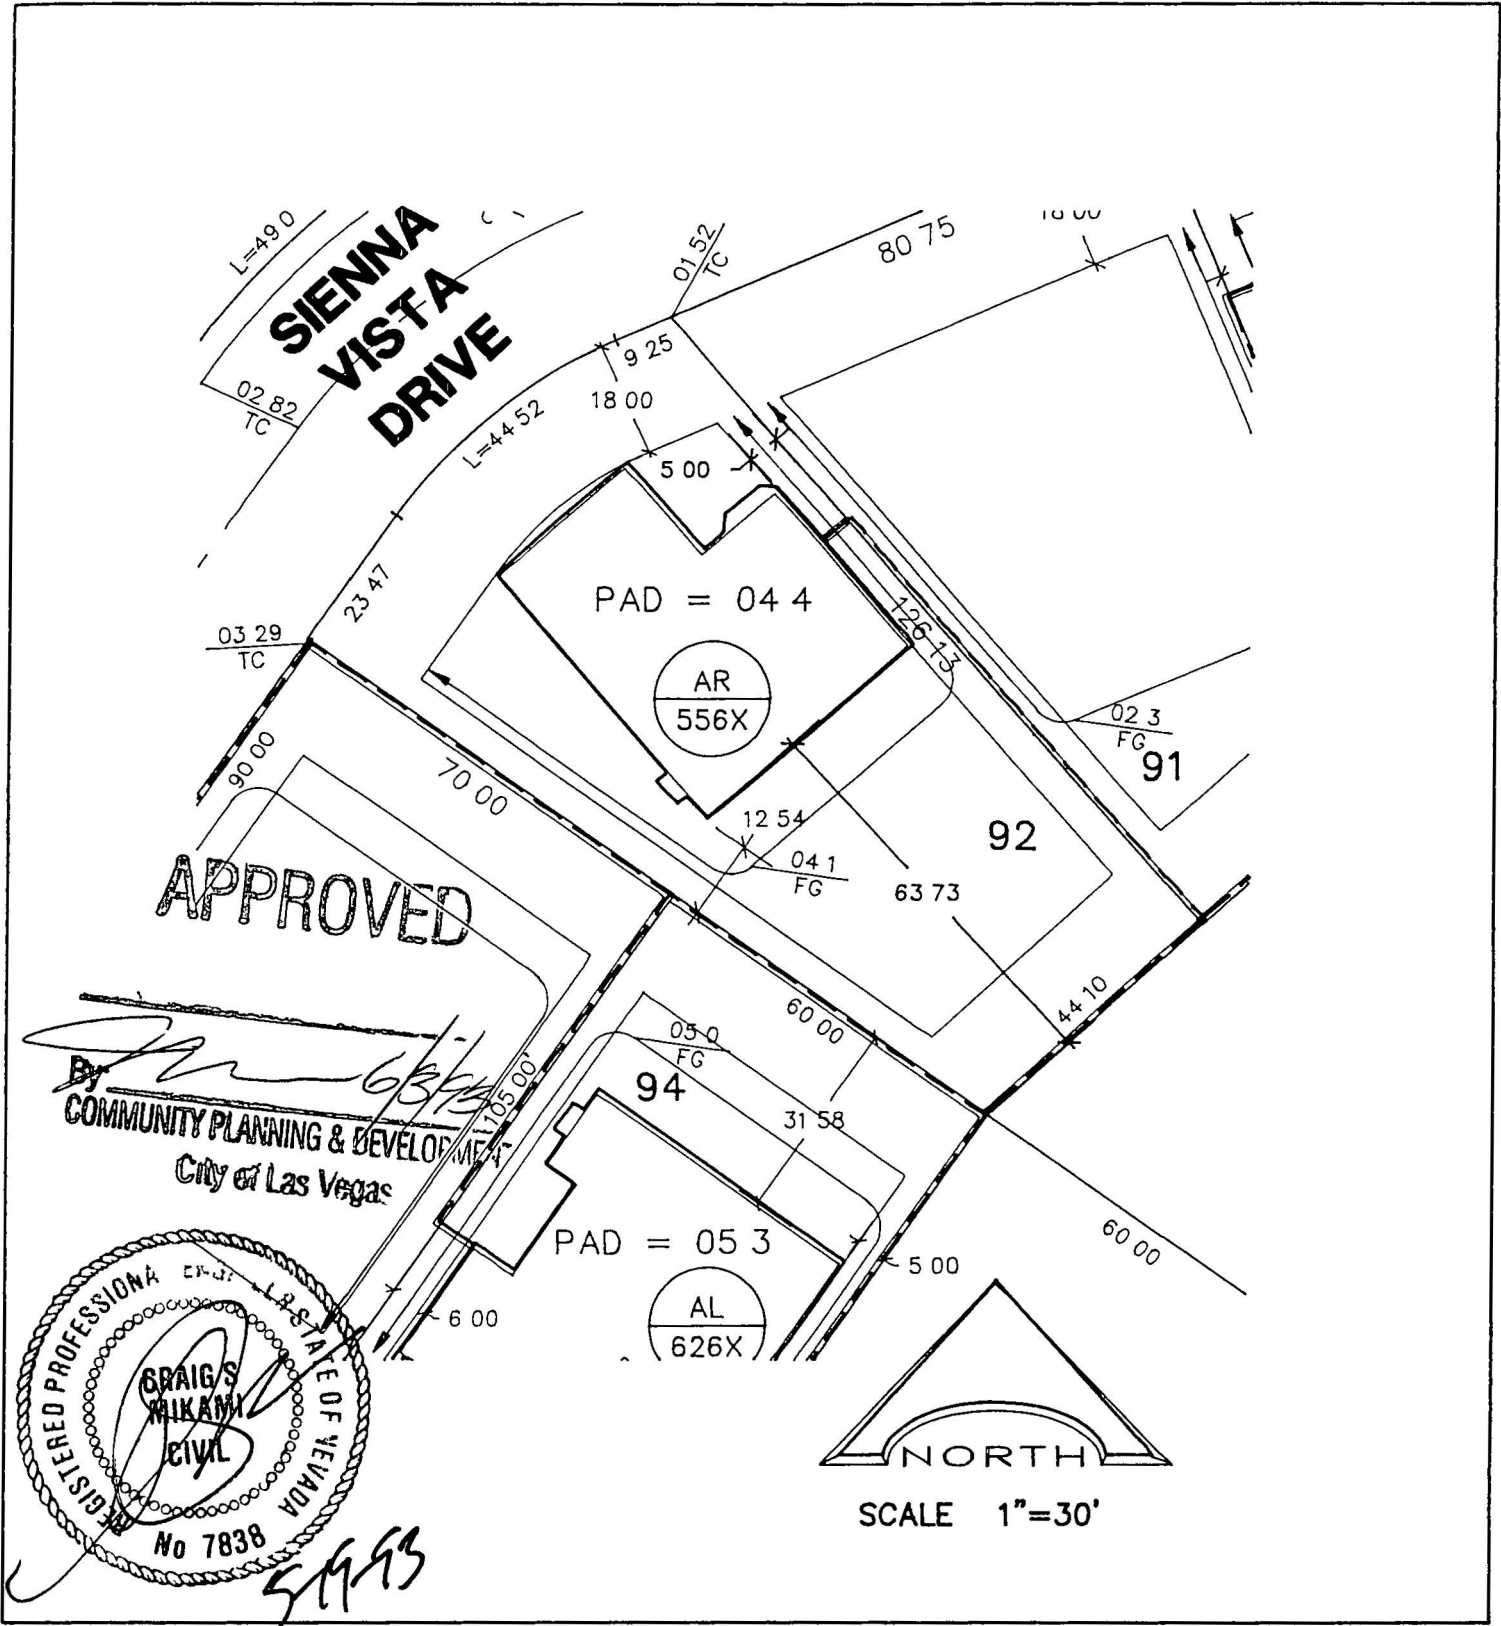 L=49 0
SIENNA
VISTA
DRIVE
01 52
TC
80 75
18 00
02 82
TC
9 25
18 00
L=44 52
5 00
23 47
PAD = 04 4
126 13
03 29
TC
AR
556X
02 3
FG
91
90 00
70 00
12 54
92
04 1
FG
63 73
APPROVED
44 10
60 00
05 0
FG
94
31 58
By
105 00'
COMMUNITY PLANNING & DEVELOPMENT
City of Las Vegas
PAD = 05 3
60 00
5 00
AL
626X
6 00
REGISTERED PROFESSIONA
STATE OF NEVADA
CRAIG S
MIKAMI
CIVIL
No 7838
5-19-93
NORTH
SCALE 1"=30'